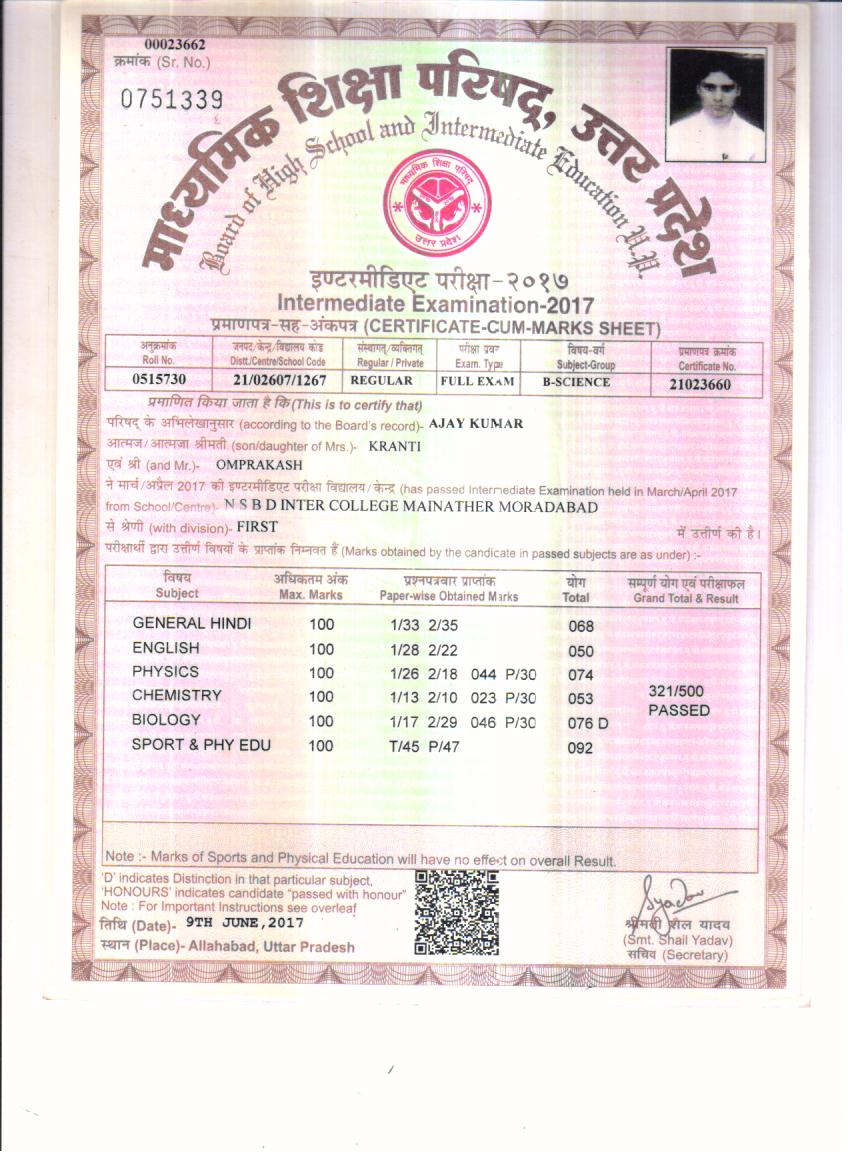 00023662
क्रमांक (Sr. No.)
0751339
माध्यमिक शिक्षा परिषद्, उत्तर प्रदेश
Board of High School and Intermediate Education U.P.
माध्यमिक शिक्षा परिषद
उत्तर प्रदेश
इण्टरमीडिएट परीक्षा-२०१७
Intermediate Examination-2017
प्रमाणपत्र-सह-अंकपत्र (CERTIFICATE-CUM-MARKS SHEET)
अनुक्रमांक जनपद/केन्द्र/विद्यालय कोड संस्थागत/व्यक्तिगत परीक्षा विषय-वर्ग प्रमाणपत्र क्रमांक
Roll No. Distt./Centre/School Code Regular / Private Exam. Type Subject-Group Certificate No.
0515730 21/02607/1267 REGULAR FULL EXAM B-SCIENCE 21023660
प्रमाणित किया जाता है कि (This is to certify that)
परिषद् के अभिलेखानुसार (according to the Board's record)- AJAY KUMAR
आत्मज/आत्मजा श्रीमती (son/daughter of Mrs.)- KRANTI
एवं श्री (and Mr.)- OMPRAKASH
ने मार्च/अप्रैल 2017 की इण्टरमीडिएट परीक्षा विद्यालय/केन्द्र (has passed Intermediate Examination held in March/April 2017
from School/Centre)- N S B D INTER COLLEGE MAINATHER MORADABAD
से श्रेणी (with division)- FIRST में उत्तीर्ण की है।
परीक्षार्थी द्वारा उत्तीर्ण विषयों के प्राप्तांक निम्नवत हैं (Marks obtained by the candicate in passed subjects are as under) :-
विषय अधिकतम अंक प्रश्नपत्रवार प्राप्तांक योग सम्पूर्ण योग एवं परीक्षाफल
Subject Max. Marks Paper-wise Obtained Marks Total Grand Total & Result
GENERAL HINDI 100 1/33 2/35 068
ENGLISH 100 1/28 2/22 050
PHYSICS 100 1/26 2/18 044 P/30 074
CHEMISTRY 100 1/13 2/10 023 P/30 053 321/500
BIOLOGY 100 1/17 2/29 046 P/30 076 D PASSED
SPORT & PHY EDU 100 T/45 P/47 092
Note :- Marks of Sports and Physical Education will have no effect on overall Result.
'D' indicates Distinction in that particular subject,
'HONOURS' indicates candidate "passed with honour"
Note : For Important Instructions see overleaf
तिथि (Date)- 9TH JUNE,2017
स्थान (Place)- Allahabad, Uttar Pradesh
Syadav
श्रीमती शैल यादव
(Smt. Shail Yadav)
सचिव (Secretary)